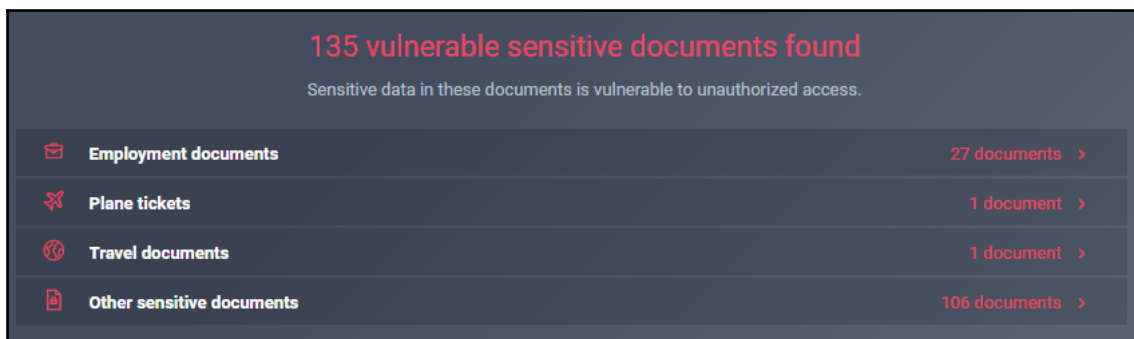 135 vulnerable sensitive documents found
Sensitive data in these documents is vulnerable to unauthorized access.
Employment documents 27 documents >
Plane tickets 1 document >
Travel documents 1 document >
Other sensitive documents 106 documents >